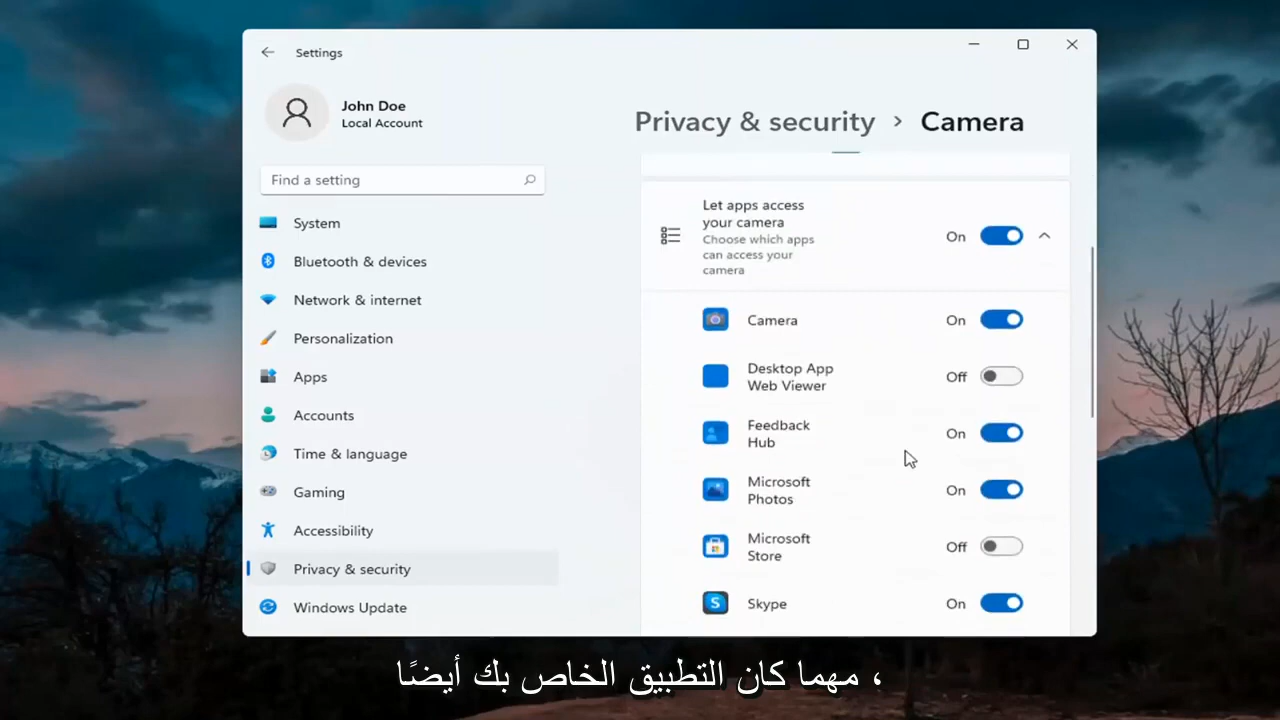 Settings
John Doe
Local Account
Find a setting
System
Bluetooth & devices
Network & internet
Personalization
Apps
Accounts
Time & language
Gaming
Accessibility
Privacy & security
Windows Update
Privacy & security › Camera
Let apps access
your camera
Choose which apps
can access your
camera
On
Camera
On
Desktop App
Web Viewer
Off
Feedback
Hub
On
Microsoft
Photos
On
Microsoft
Store
Off
Skype
On
، مهما كان التطبيق الخاص بك أيضًا